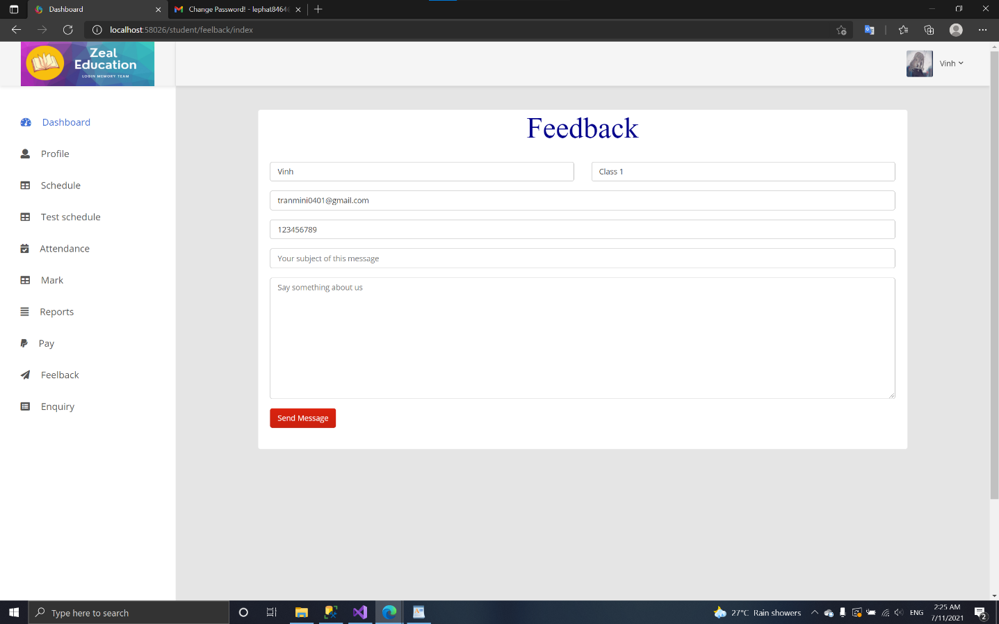 Dashboard
Change Password! - lephat8464
localhost:58026/student/feelback/index
Zeal
Education
LOGIN MEMORY TEAM
Vinh
Dashboard
Profile
Schedule
Test schedule
Attendance
Mark
Reports
Pay
Feelback
Enquiry
Feedback
Vinh
Class 1
tranmini0401@gmail.com
123456789
Your subject of this message
Say something about us
Send Message
Type here to search
27°C Rain showers
ENG
2:25 AM
7/11/2021
2